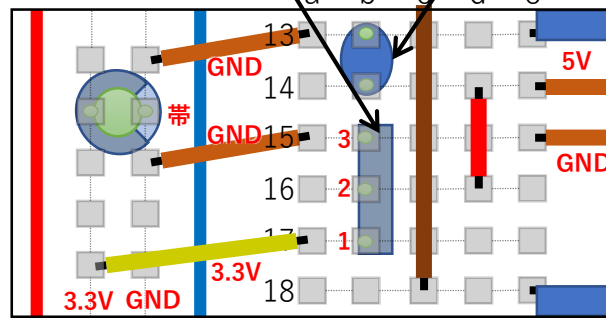 a b c d e
13
GND
5V
14
帯
GND
15 3
GND
16 2
17 1
3.3V
18
3.3V GND